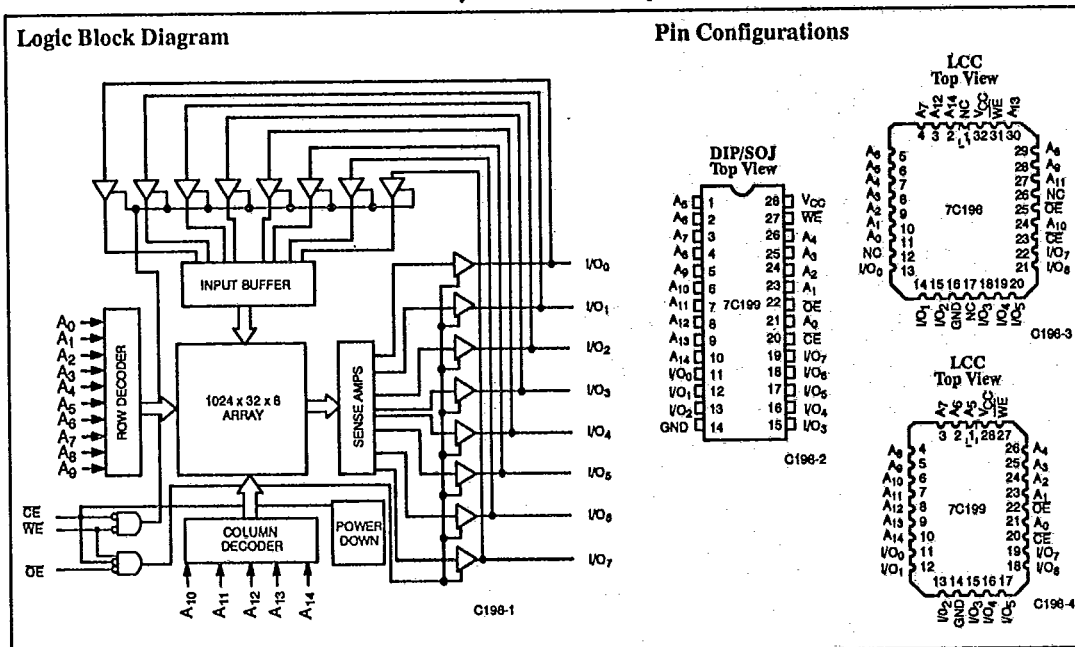 Logic Block Diagram
INPUT BUFFER
A0
A1
A2
A3
A4
A5
A6
A7
A8
A9
ROW DECODER
1024 x 32 x 8
ARRAY
SENSE AMPS
I/O0
I/O1
I/O2
I/O3
I/O4
I/O5
I/O6
I/O7
CE
WE
OE
COLUMN
DECODER
POWER
DOWN
A10
A11
A12
A13
A14
C198-1
Pin Configurations
DIP/SOJ
Top View
A5 1 28 VCC
A6 2 27 WE
A7 3 26 A4
A8 4 25 A3
A9 5 24 A2
A10 6 23 A1
A11 7 7C199 22 OE
A12 8 21 A0
A13 9 20 CE
A14 10 19 I/O7
I/O0 11 18 I/O6
I/O1 12 17 I/O5
I/O2 13 16 I/O4
GND 14 15 I/O3
C198-2
LCC
Top View
A7 A12 A14 NC VCC WE A13
4 3 2 1 32 31 30
A6 5 29 A8
A5 6 28 A9
A4 7 27 A11
A3 8 26 NC
A2 9 7C198 25 OE
A1 10 24 A10
A0 11 23 CE
NC 12 22 I/O7
I/O0 13 21 I/O6
14 15 16 17 18 19 20
I/O1 I/O2 GND NC I/O3 I/O4 I/O5
C198-3
LCC
Top View
A7 A6 A5 VCC WE
3 2 1 28 27
A8 4 26 A4
A9 5 25 A3
A10 6 24 A2
A11 7 23 A1
A12 8 7C199 22 OE
A13 9 21 A0
A14 10 20 CE
I/O0 11 19 I/O7
I/O1 12 18 I/O6
13 14 15 16 17
I/O2 GND I/O3 I/O4 I/O5
C198-4